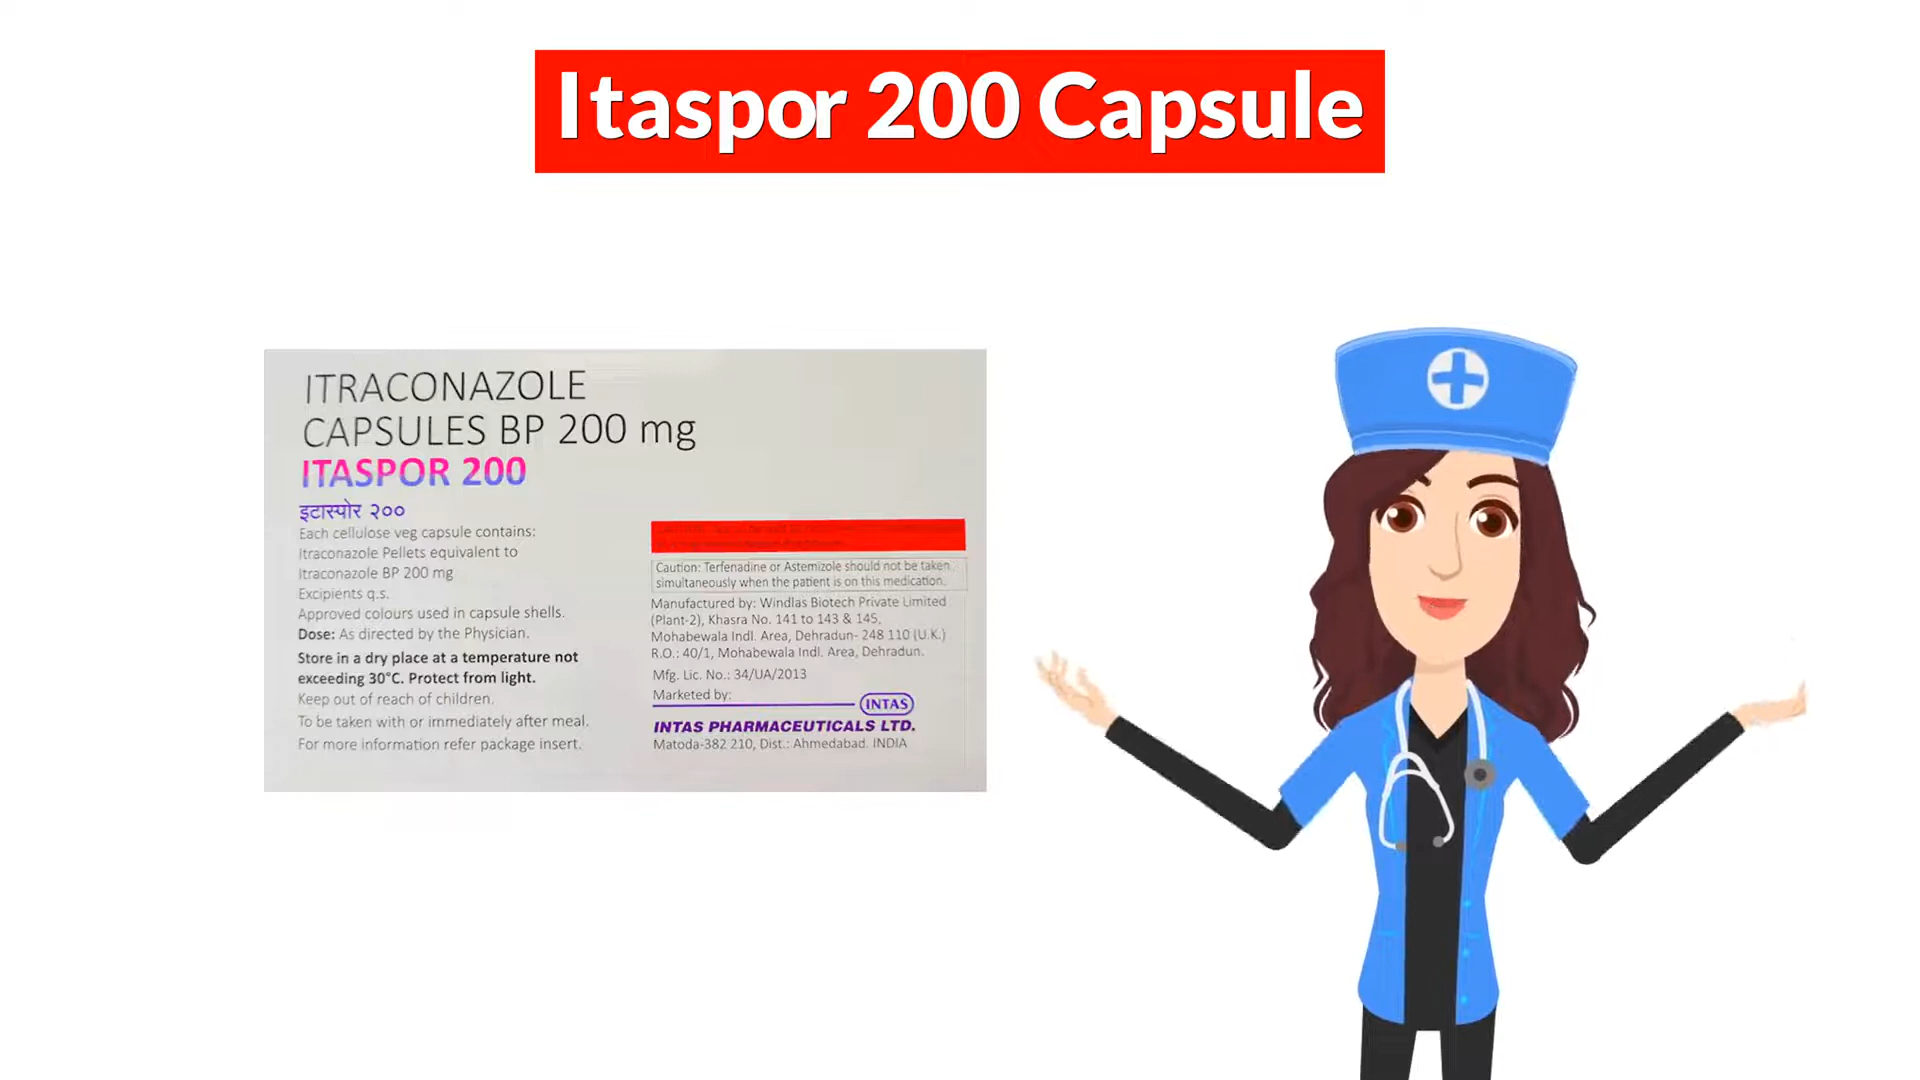 Itaspor 200 Capsule
ITRACONAZOLE
CAPSULES BP 200 mg
ITASPOR 200
इटास्पोर २००
Each cellulose veg capsule contains:
Itraconazole Pellets equivalent to
Itraconazole BP 200 mg
Excipients q.s.
Approved colours used in capsule shells.
Dose: As directed by the Physician.
Store in a dry place at a temperature not
exceeding 30°C. Protect from light.
Keep out of reach of children.
To be taken with or immediately after meal.
For more information refer package insert.
Caution: Terfenadine or Astemizole should not be taken
simultaneously when the patient is on this medication.
Manufactured by: Windlas Biotech Private Limited
(Plant-2), Khasra No. 141 to 143 & 145,
Mohabewala Indl. Area, Dehradun- 248 110 (U.K.)
R.O.: 40/1, Mohabewala Indl. Area, Dehradun.
Mfg. Lic. No.: 34/UA/2013
Marketed by:
INTAS
INTAS PHARMACEUTICALS LTD.
Matoda-382 210, Dist.: Ahmedabad. INDIA